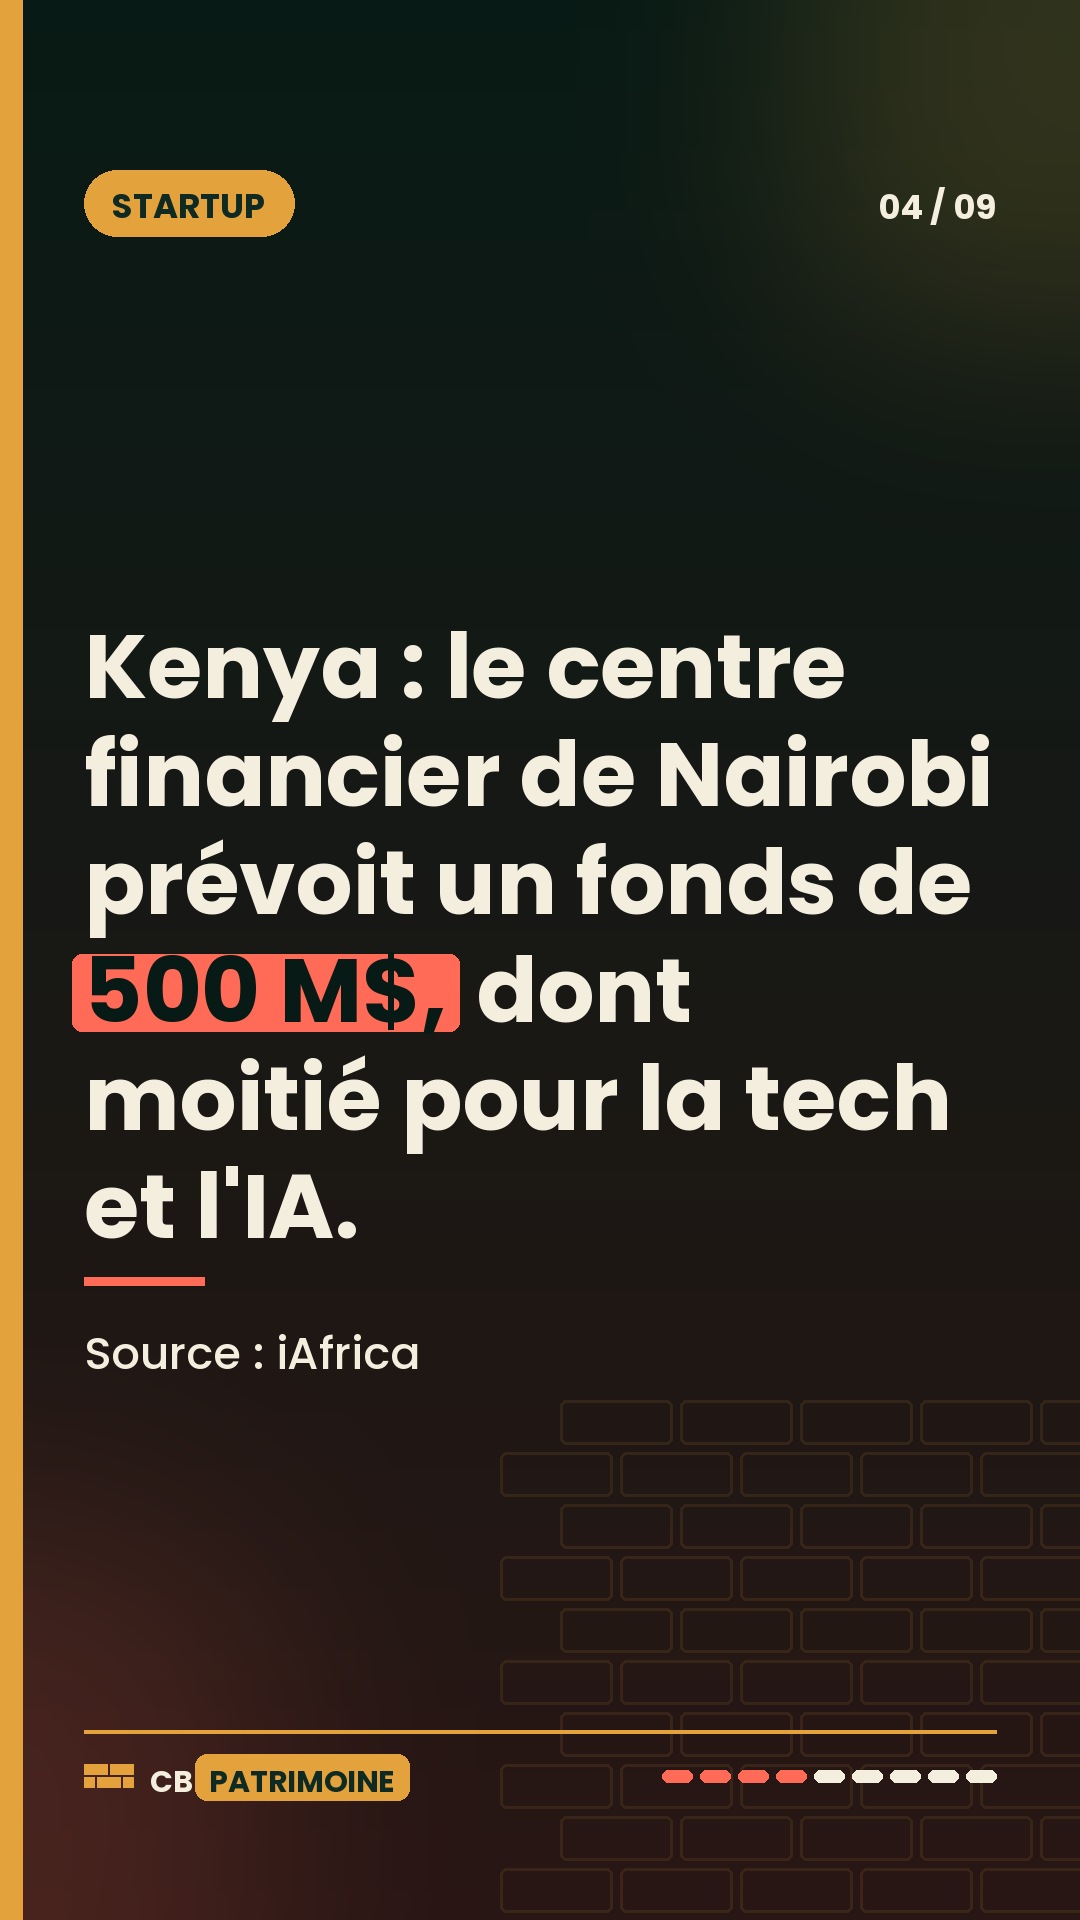 STARTUP
04 / 09
Kenya : le centre
financier de Nairobi
prévoit un fonds de
500 M$, dont
moitié pour la tech
et l'IA.
Source : iAfrica
CB PATRIMOINE